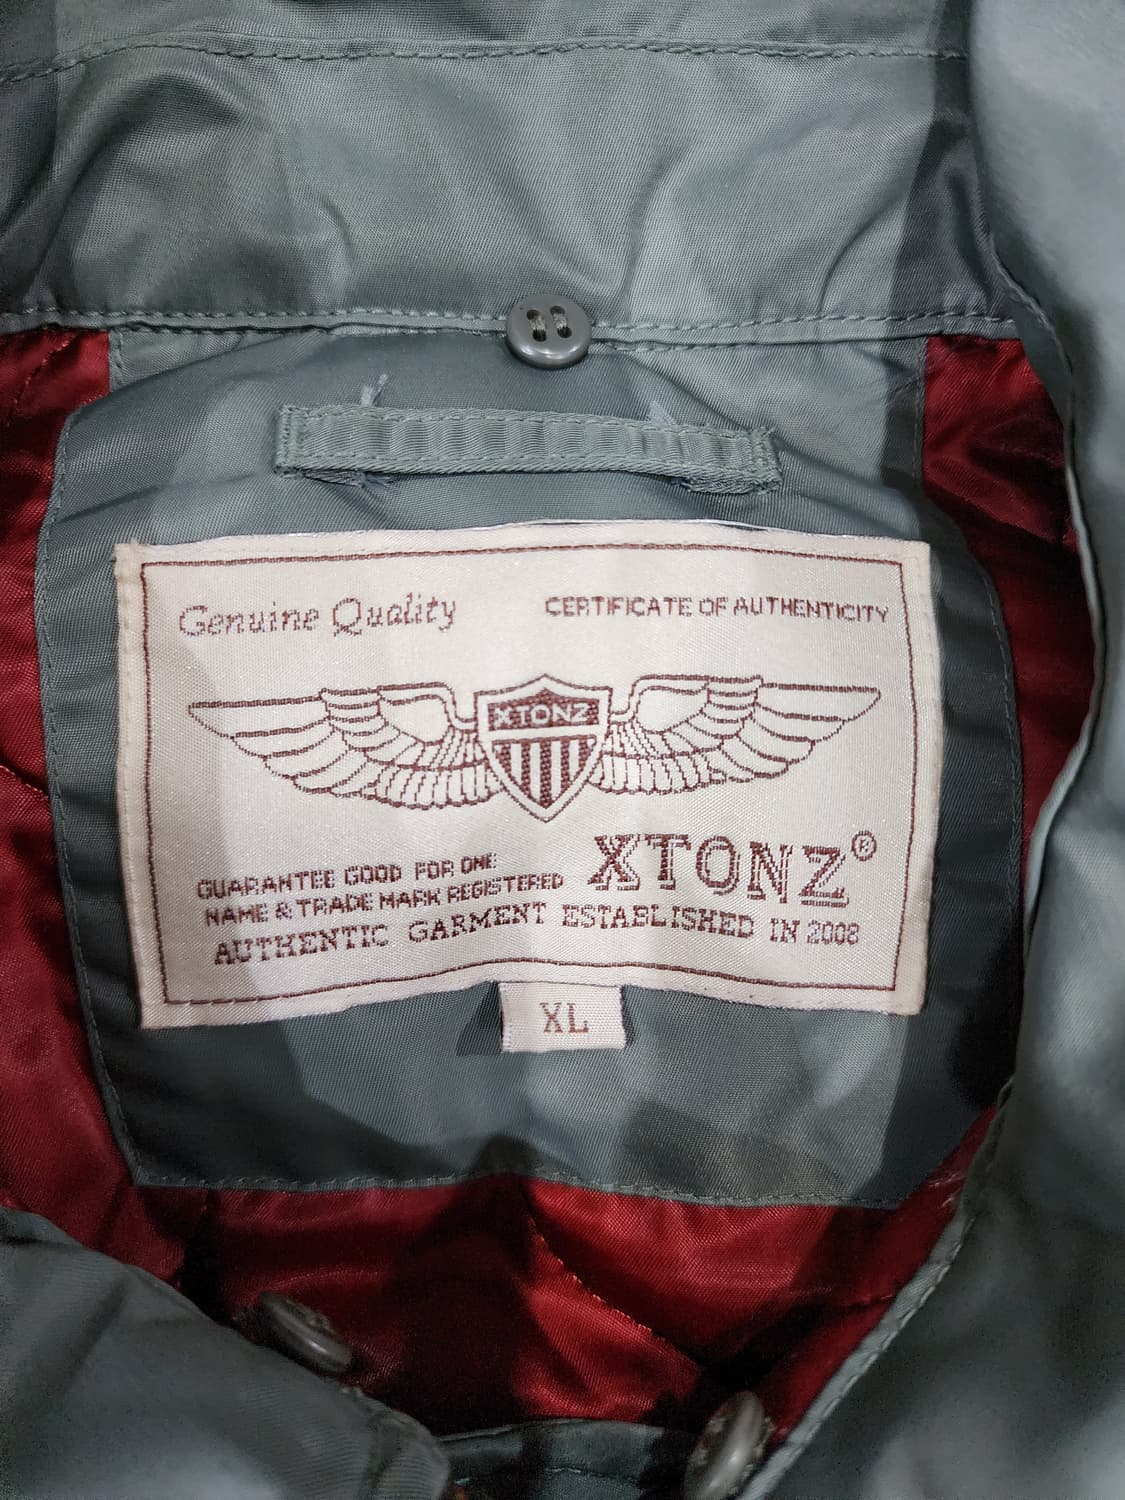 Genuine Quality
CERTIFICATE OF AUTHENTICITY
XTONZ
XTONZ®
GUARANTEE GOOD FOR ONE
NAME & TRADE MARK REGISTERED
AUTHENTIC GARMENT ESTABLISHED IN 2008
XL